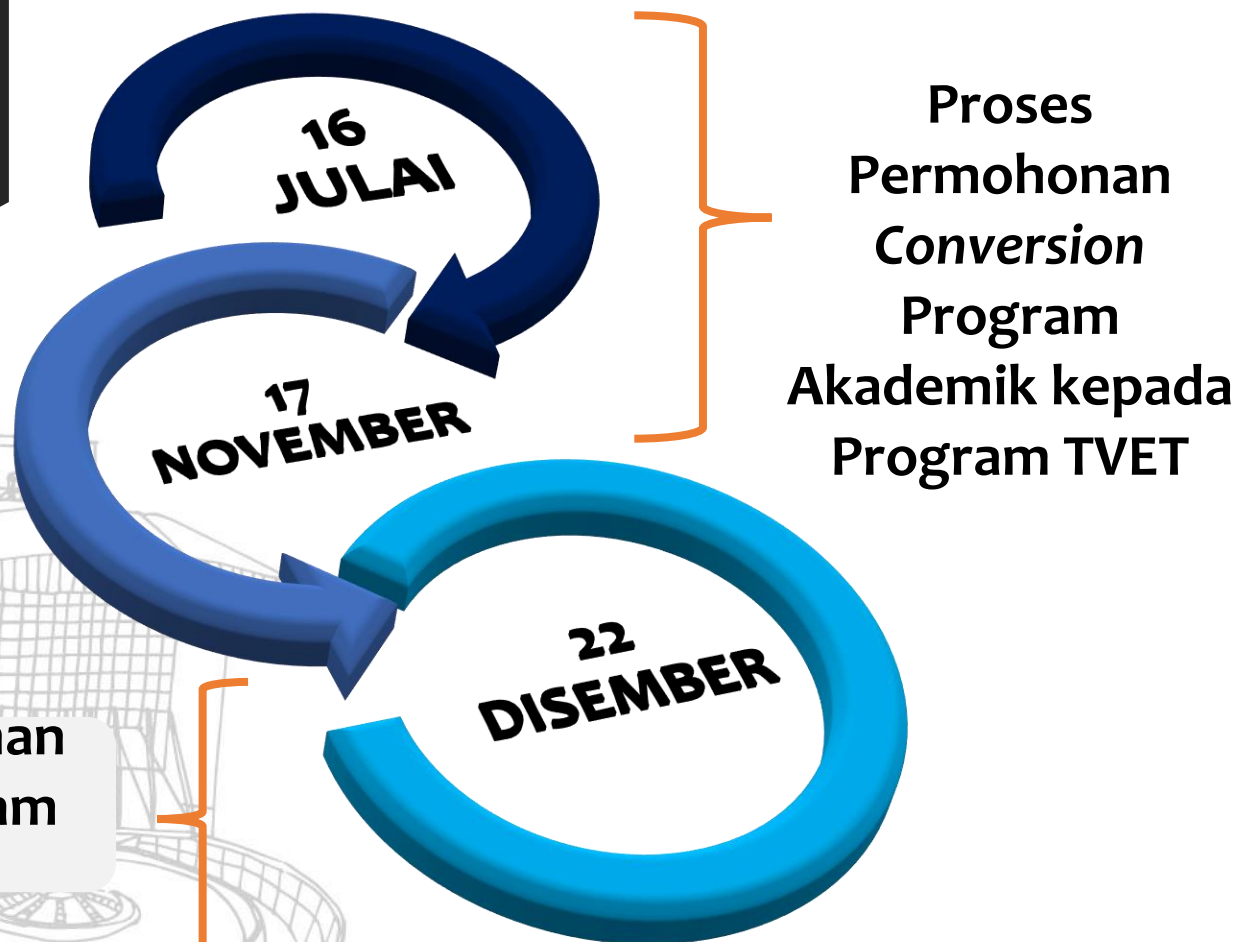 16
JULAI
Proses
Permohonan
Conversion
Program
Akademik kepada
Program TVET
17
NOVEMBER
22
DISEMBER